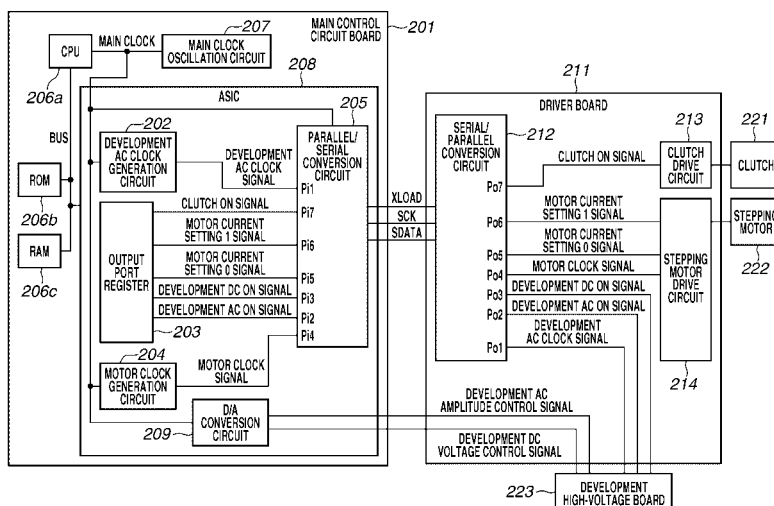 MAIN CONTROL
CIRCUIT BOARD
201
207
MAIN CLOCK
CPU
206a
MAIN CLOCK
OSCILLATION CIRCUIT
208
ASIC
BUS
ROM
206b
RAM
206c
202
DEVELOPMENT
AC CLOCK
GENERATION
CIRCUIT
DEVELOPMENT
AC CLOCK
SIGNAL
205
PARALLEL/
SERIAL
CONVERSION
CIRCUIT
Pi1
CLUTCH ON SIGNAL
Pi7
MOTOR CURRENT
SETTING 1 SIGNAL
Pi6
OUTPUT
PORT
REGISTER
MOTOR CURRENT
SETTING 0 SIGNAL
Pi5
DEVELOPMENT DC ON SIGNAL
Pi3
DEVELOPMENT AC ON SIGNAL
Pi2
203
Pi4
204
MOTOR CLOCK
GENERATION
CIRCUIT
MOTOR CLOCK
SIGNAL
209
D/A
CONVERSION
CIRCUIT
XLOAD
SCK
SDATA
211
DRIVER BOARD
212
SERIAL/
PARALLEL
CONVERSION
CIRCUIT
213
CLUTCH
DRIVE
CIRCUIT
221
CLUTCH
Po7
CLUTCH ON SIGNAL
Po6
MOTOR CURRENT
SETTING 1 SIGNAL
STEPPING
MOTOR
222
Po5
MOTOR CURRENT
SETTING 0 SIGNAL
Po4
MOTOR CLOCK SIGNAL
STEPPING
MOTOR DRIVE
CIRCUIT
Po3
DEVELOPMENT DC ON SIGNAL
Po2
DEVELOPMENT AC ON SIGNAL
Po1
DEVELOPMENT
AC CLOCK SIGNAL
214
DEVELOPMENT AC
AMPLITUDE CONTROL SIGNAL
DEVELOPMENT DC
VOLTAGE CONTROL SIGNAL
223
DEVELOPMENT
HIGH-VOLTAGE BOARD